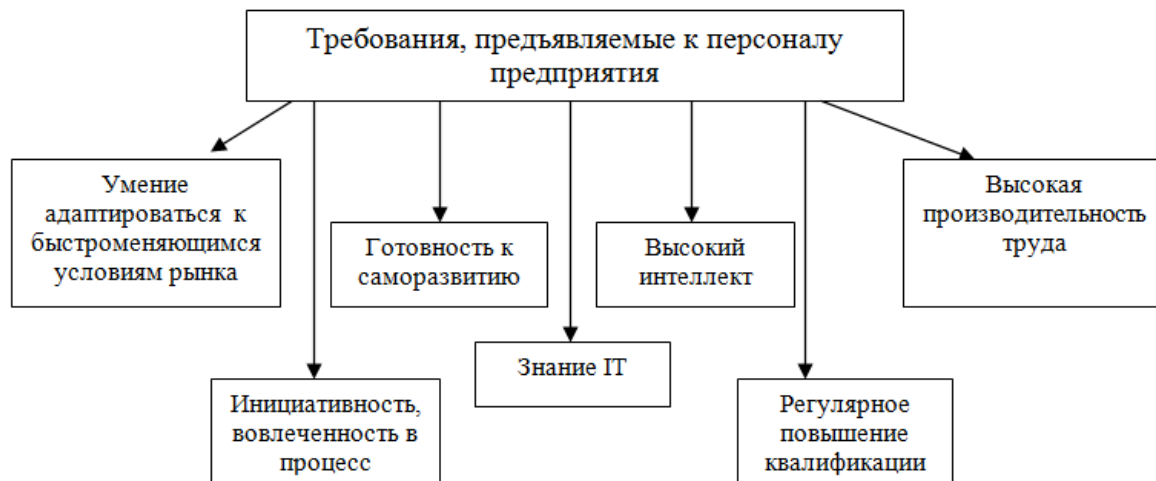 Требования, предъявляемые к персоналу
предприятия
Умение
адаптироваться к
быстроменяющимся
условиям рынка
Готовность к
саморазвитию
Высокий
интеллект
Высокая
производительность
труда
Знание IT
Инициативность,
вовлеченность в
процесс
Регулярное
повышение
квалификации